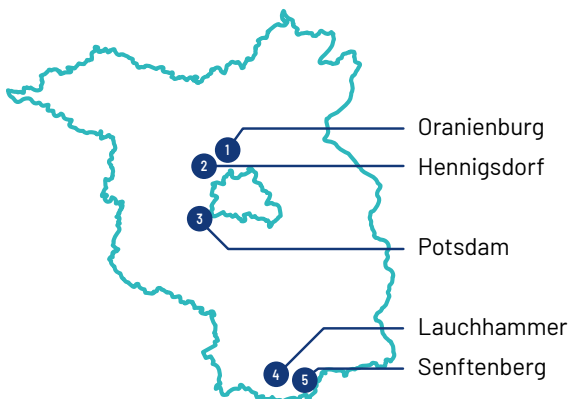 1 Oranienburg
2 Hennigsdorf
3 Potsdam
4 Lauchhammer
5 Senftenberg